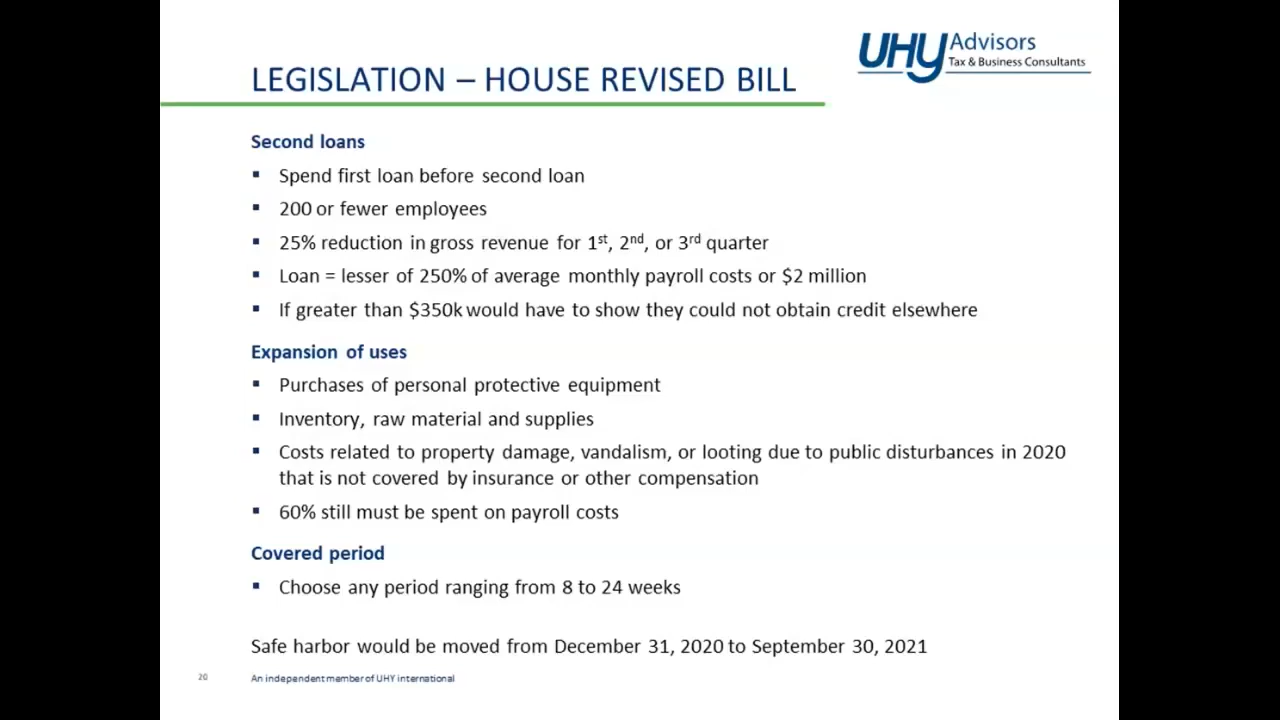 UHY Advisors
Tax & Business Consultants
LEGISLATION – HOUSE REVISED BILL
Second loans
▪ Spend first loan before second loan
▪ 200 or fewer employees
▪ 25% reduction in gross revenue for 1st, 2nd, or 3rd quarter
▪ Loan = lesser of 250% of average monthly payroll costs or $2 million
▪ If greater than $350k would have to show they could not obtain credit elsewhere
Expansion of uses
▪ Purchases of personal protective equipment
▪ Inventory, raw material and supplies
▪ Costs related to property damage, vandalism, or looting due to public disturbances in 2020
that is not covered by insurance or other compensation
▪ 60% still must be spent on payroll costs
Covered period
▪ Choose any period ranging from 8 to 24 weeks
Safe harbor would be moved from December 31, 2020 to September 30, 2021
20
An independent member of UHY international